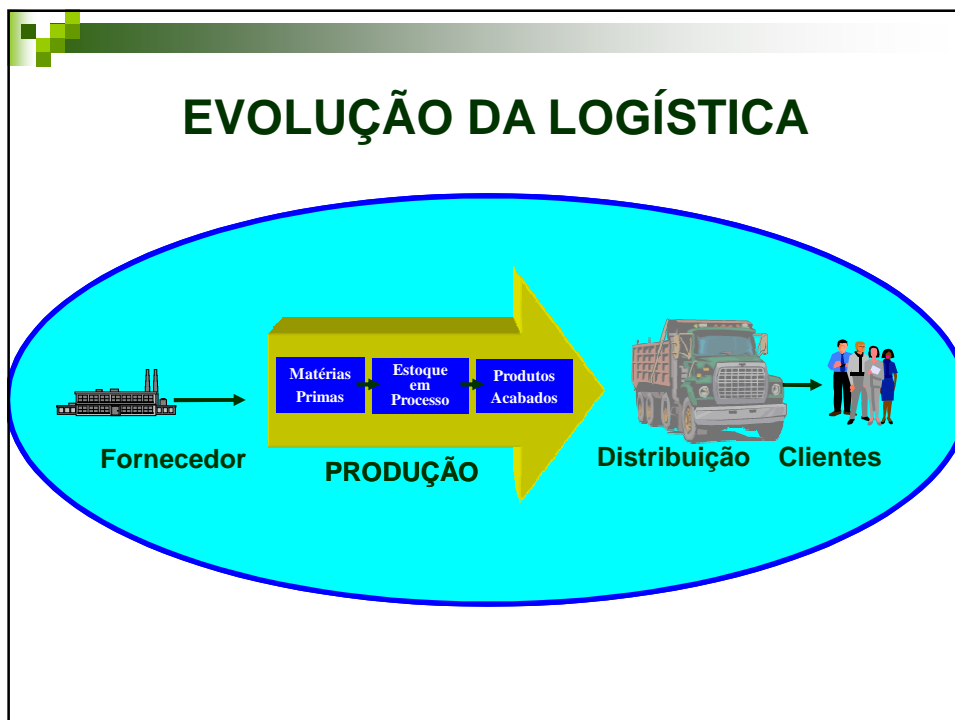 EVOLUÇÃO DA LOGÍSTICA
Matérias
Primas
Estoque
em
Processo
Produtos
Acabados
Fornecedor
PRODUÇÃO
Distribuição
Clientes